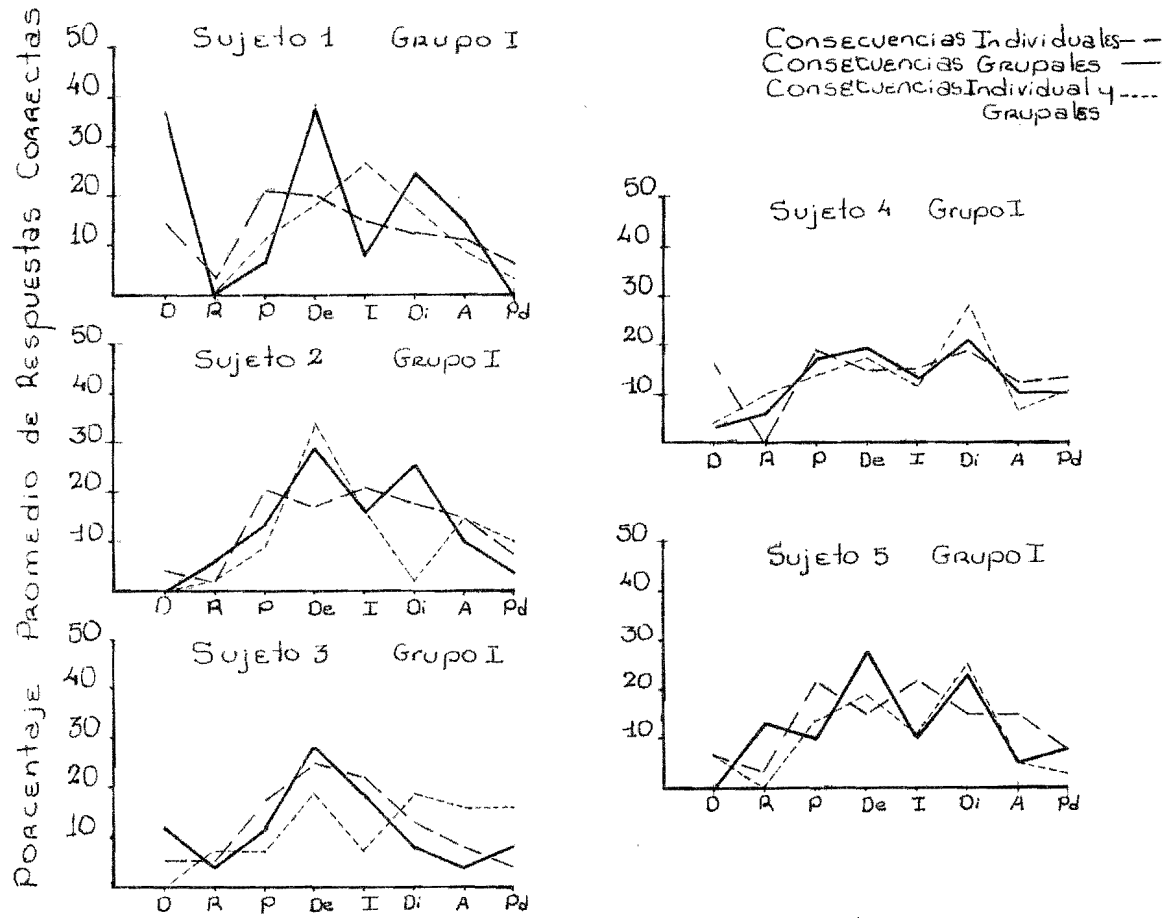 Porcentaje Promedio de Respuestas Correctas
Sujeto 1 Grupo I
50
40
30
20
10
D R P De I Di A Pd
Sujeto 2 Grupo I
50
40
30
20
10
D R P De I Di A Pd
Sujeto 3 Grupo I
50
40
30
20
10
D R P De I Di A Pd
Consecuencias Individuales
Consecuencias Grupales
Consecuencias Individual y
Grupales
Sujeto 4 Grupo I
50
40
30
20
10
D R P De I Di A Pd
Sujeto 5 Grupo I
50
40
30
20
10
D R P De I Di A Pd